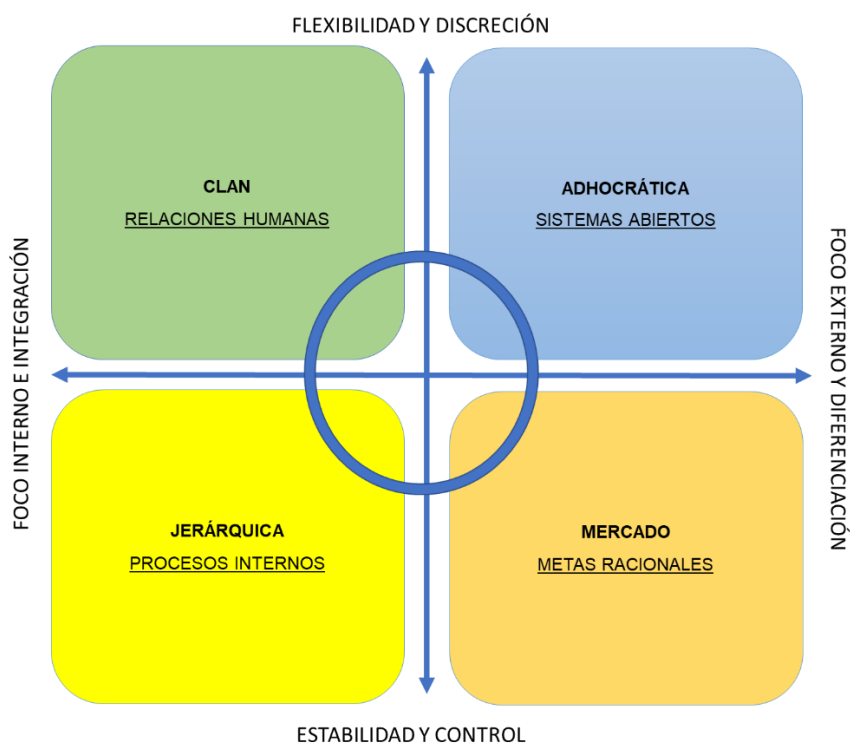 FLEXIBILIDAD Y DISCRECIÓN
CLAN
RELACIONES HUMANAS
ADHOCRÁTICA
SISTEMAS ABIERTOS
FOCO INTERNO E INTEGRACIÓN
FOCO EXTERNO Y DIFERENCIACIÓN
JERÁRQUICA
PROCESOS INTERNOS
MERCADO
METAS RACIONALES
ESTABILIDAD Y CONTROL